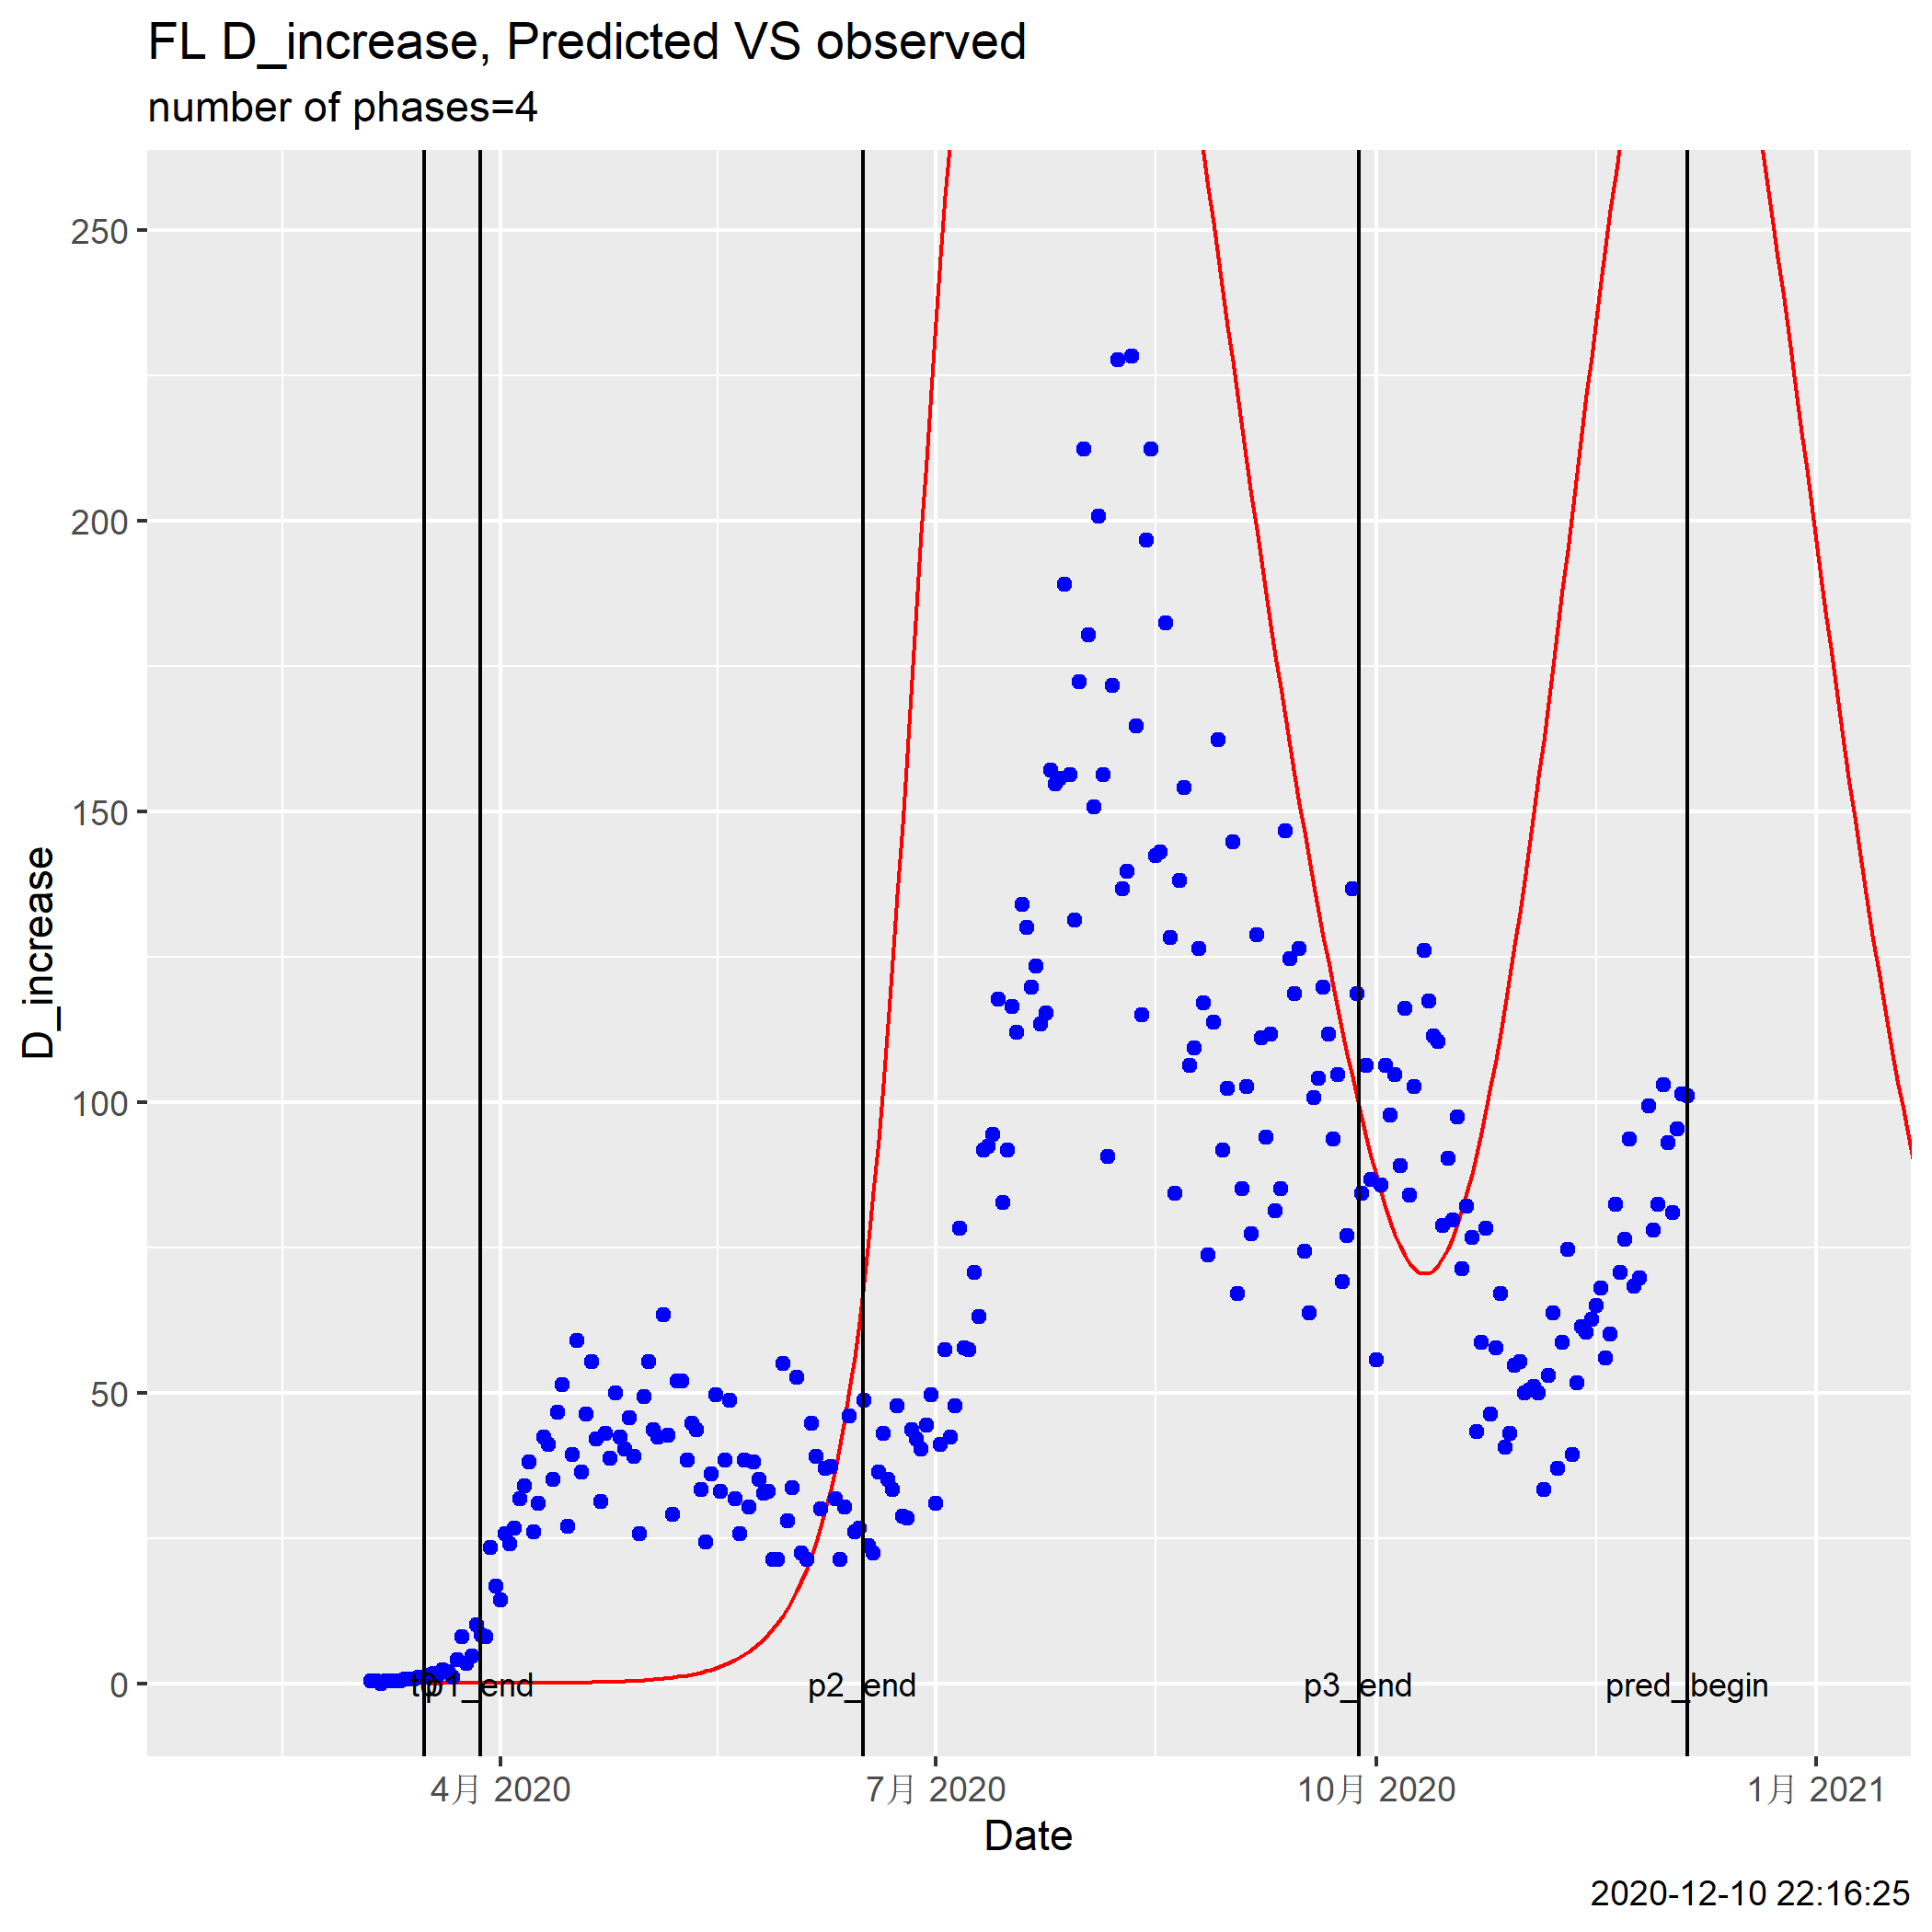 FL D_increase, Predicted VS observed
number of phases=4
D_increase
250
200
150
100
50
0
t0
p1_end
p2_end
p3_end
pred_begin
4月 2020
7月 2020
10月 2020
1月 2021
Date
2020-12-10 22:16:25